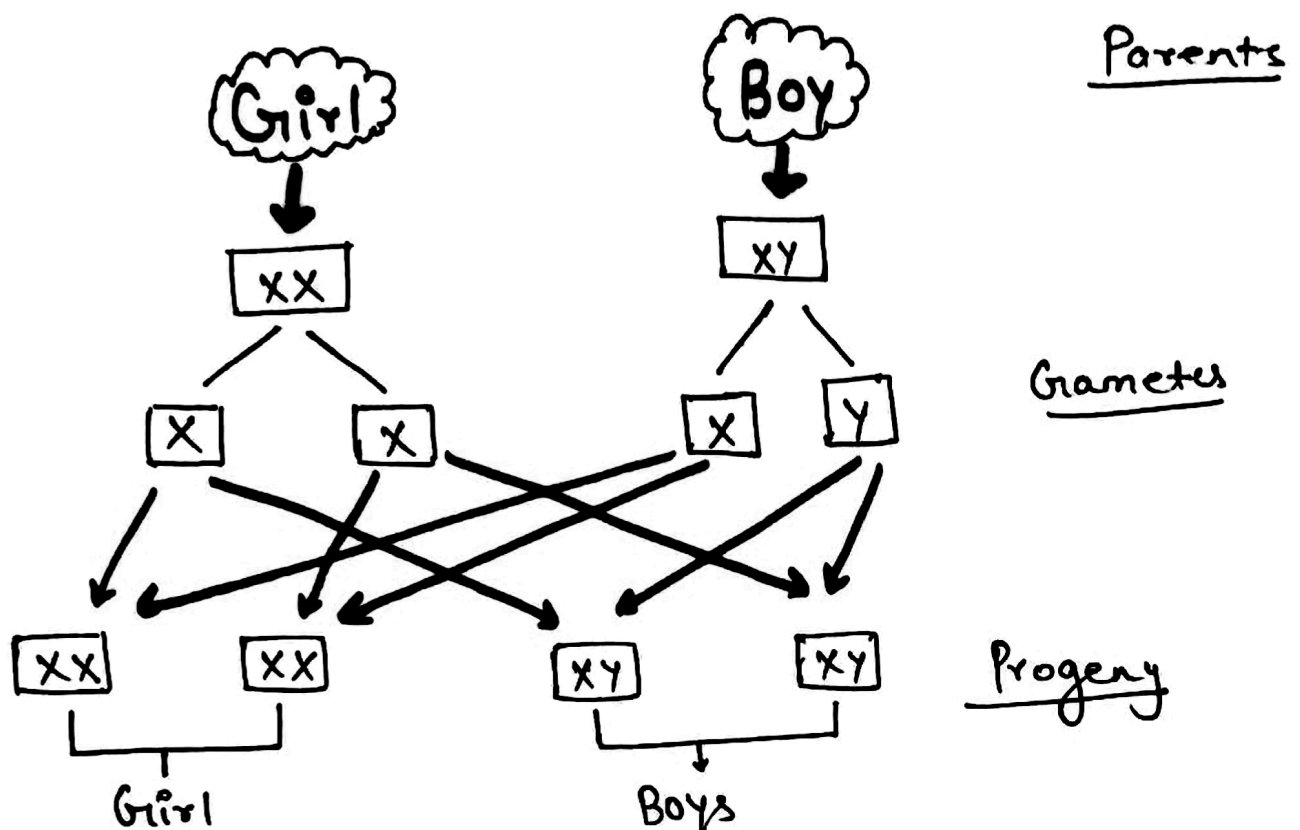 Parents
Girl
Boy
XX
XY
Gametes
X
X
X
Y
Progeny
XX
XX
XY
XY
Girl
Boys